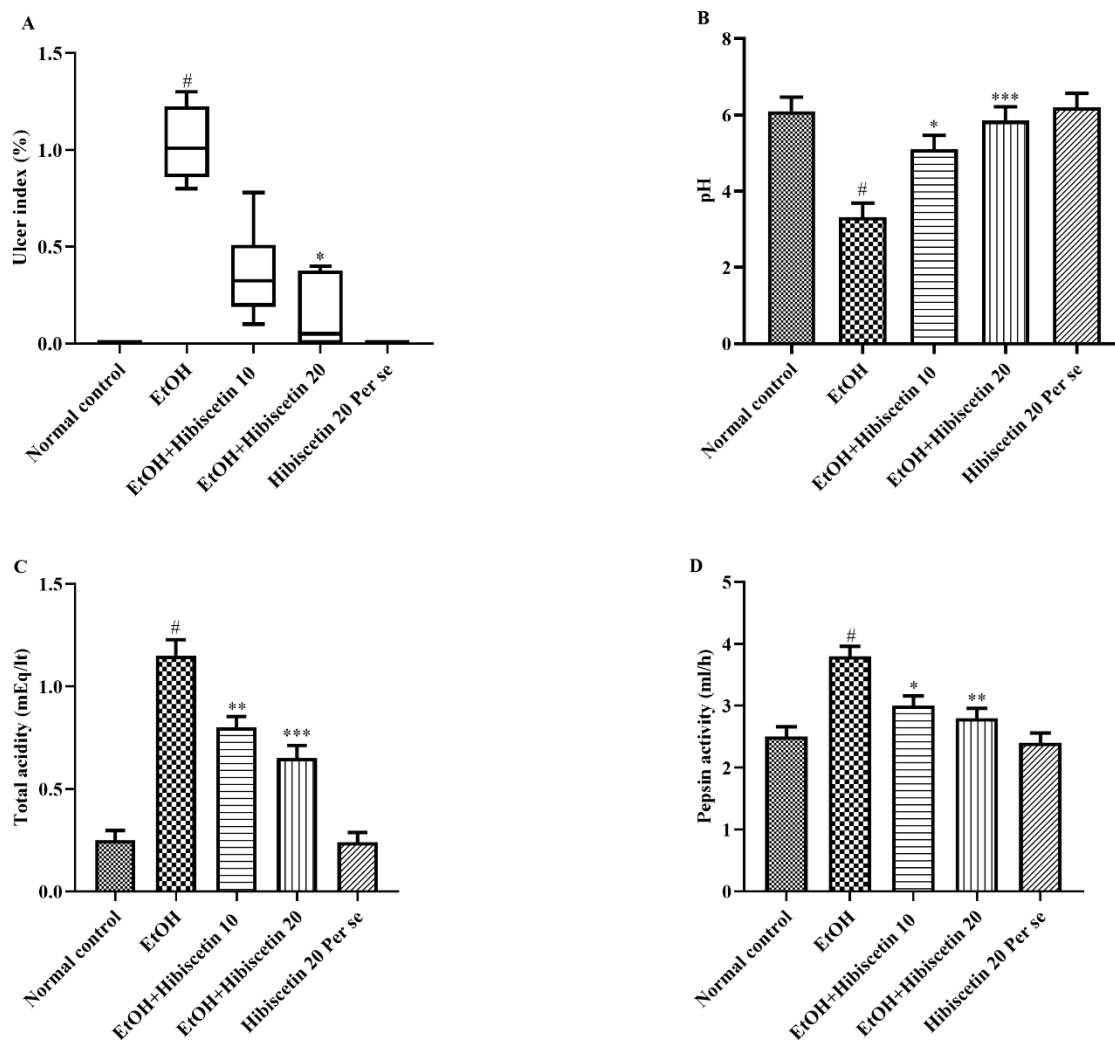 A
Ulcer index (%)
1.5
1.0
0.5
0.0
#
*
Normal control
EtOH
EtOH+Hibiscetin 10
EtOH+Hibiscetin 20
Hibiscetin 20 Per se
B
pH
8
6
4
2
0
#
*
***
Normal control
EtOH
EtOH+Hibiscetin 10
EtOH+Hibiscetin 20
Hibiscetin 20 Per se
C
Total acidity (mEq/lt)
1.5
1.0
0.5
0.0
#
**
***
Normal control
EtOH
EtOH+Hibiscetin 10
EtOH+Hibiscetin 20
Hibiscetin 20 Per se
D
Pepsin activity (ml/h)
5
4
3
2
1
0
#
*
**
Normal control
EtOH
EtOH+Hibiscetin 10
EtOH+Hibiscetin 20
Hibiscetin 20 Per se